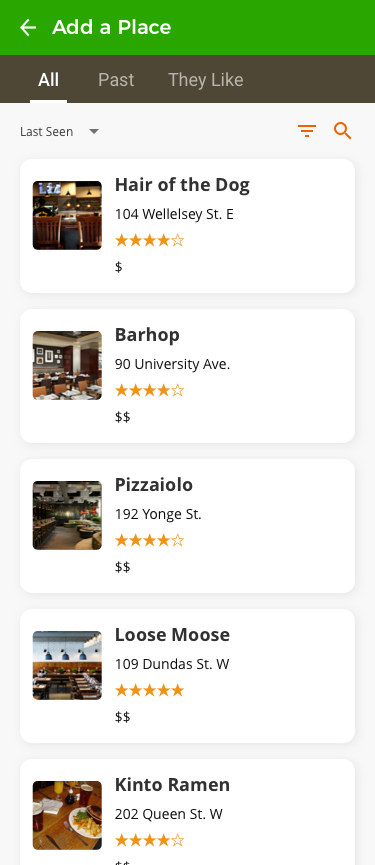 Add a Place
All Past They Like
Last Seen
Hair of the Dog
104 Wellelsey St. E
★★★★☆
$
Barhop
90 University Ave.
★★★★☆
$$
Pizzaiolo
192 Yonge St.
★★★★☆
$$
Loose Moose
109 Dundas St. W
★★★★★
$$
Kinto Ramen
202 Queen St. W
★★★★☆
$$